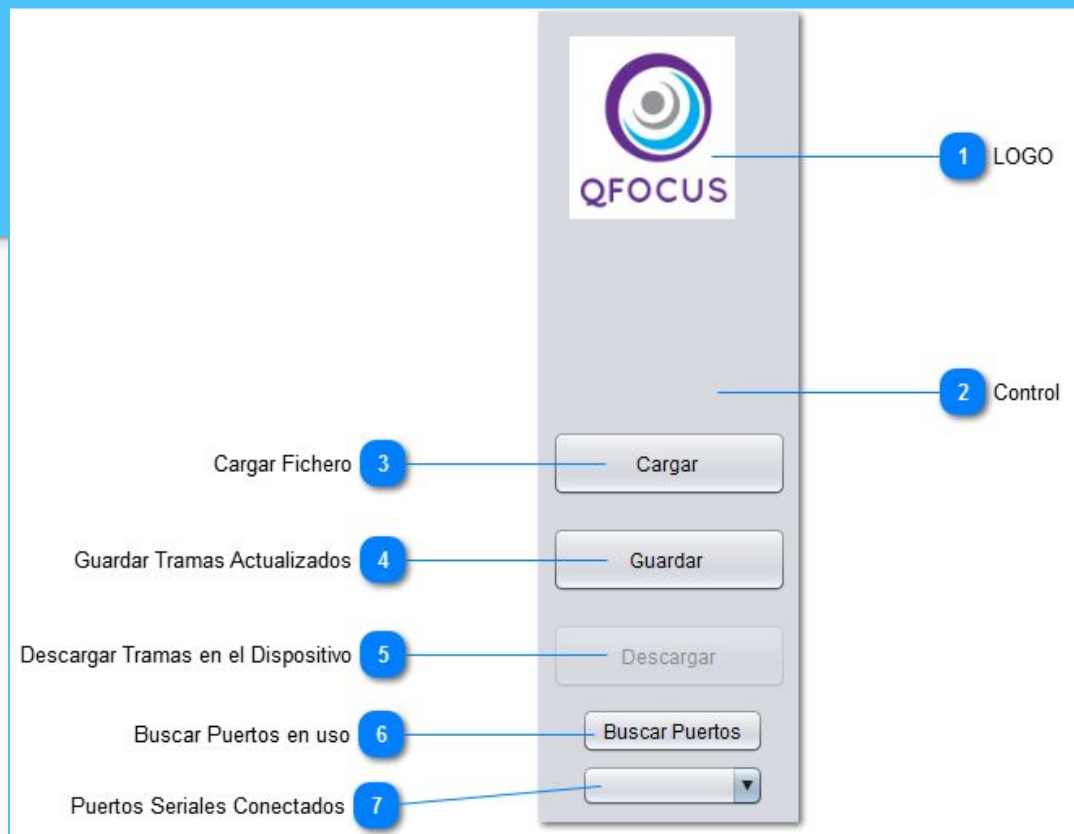 QFOCUS
1 LOGO
2 Control
Cargar Fichero 3 Cargar
Guardar Tramas Actualizados 4 Guardar
Descargar Tramas en el Dispositivo 5 Descargar
Buscar Puertos en uso 6 Buscar Puertos
Puertos Seriales Conectados 7